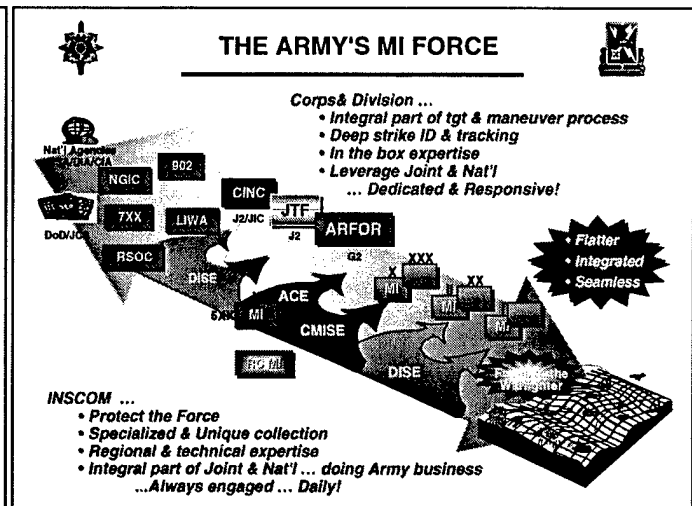 THE ARMY'S MI FORCE
Corps& Division ...
• Integral part of tgt & maneuver process
• Deep strike ID & tracking
• In the box expertise
• Leverage Joint & Nat'l
... Dedicated & Responsive!
Nat'l Agencies
/DIA/CIA
NGIC
902
CINC
J2/JIC
JTF
J2
ARFOR
G2
DoD/JCS
7XX
LIWA
RSOC
DISE
• Flatter
• Integrated
• Seamless
X
XXX
MI
XX
MI
ACE
MI
CMISE
DISE
RC MI
INSCOM ...
• Protect the Force
• Specialized & Unique collection
• Regional & technical expertise
• Integral part of Joint & Nat'l ... doing Army business
...Always engaged ... Daily!